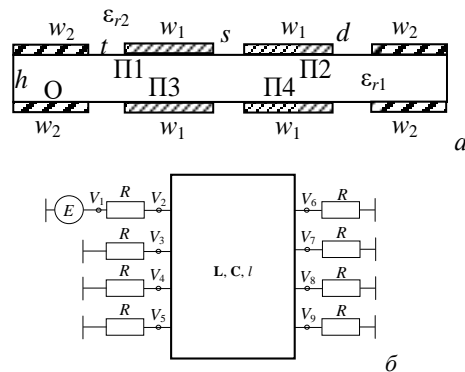 εr2
w2 w1 s w1 d w2
t П1 П2
h О П3 П4 εr1
w2 w1 w1 w2
а
V1 R V2 V6 R
E
R V3 V7 R
R V4 L, C, l V8 R
R V5 V9 R
б